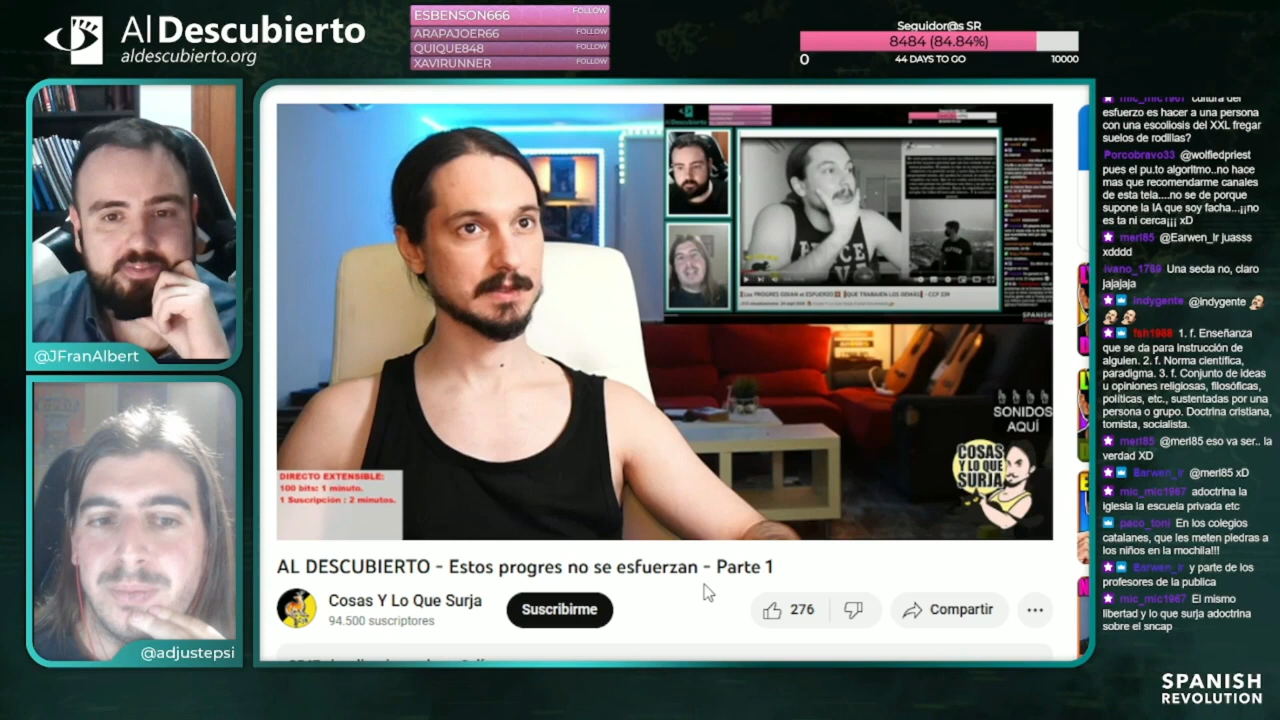 Al Descubierto
aldescubierto.org
ESBENSON666 FOLLOW
ARAPAJOER66 FOLLOW
QUIQUE848 FOLLOW
XAVIRUNNER FOLLOW
Seguidor@s SR
8484 (84.84%)
0 44 DAYS TO GO 10000
@JFranAlbert
@adjustepsi
SONIDOS
AQUÍ
COSAS
Y LO QUE
SURJA
DIRECTO EXTENSIBLE:
100 bits: 1 minuto.
1 Suscripción : 2 minutos.
AL DESCUBIERTO - Estos progres no se esfuerzan - Parte 1
Cosas Y Lo Que Surja
94.500 suscriptores
Suscribirme
276
Compartir
mic_mic1967 cultura del
esfuerzo es hacer a una persona
con una escoliosis del XXL fregar
suelos de rodillas?
Porcobravo33 @wolfiedpriest
pues el pu.to algoritmo..no hace
mas que recomendarme canales
de esta tela....no se de porque
supone la IA que soy facha...¡¡no
es ta ni cerca¡¡¡ xD
merl85 @Earwen_Ir juasss
xdddd
ivano_1789 Una secta no, claro
jajajaja
indygente @indygente
fsh1988 1. f. Enseñanza
que se da para instrucción de
alguien. 2. f. Norma científica,
paradigma. 3. f. Conjunto de ideas
u opiniones religiosas, filosóficas,
políticas, etc., sustentadas por una
persona o grupo. Doctrina cristiana,
tomista, socialista.
merl85 @merl85 eso va ser.. la
verdad XD
Earwen_Ir @merl85 xD
mic_mic1967 adoctrina la
iglesia la escuela privada etc
paco_toni En los colegios
catalanes, que les meten piedras a
los niños en la mochila!!!
Earwen_Ir y parte de los
profesores de la publica
mic_mic1967 El mismo
libertad y lo que surja adoctrina
sobre el sncap
SPANISH
REVOLUTION